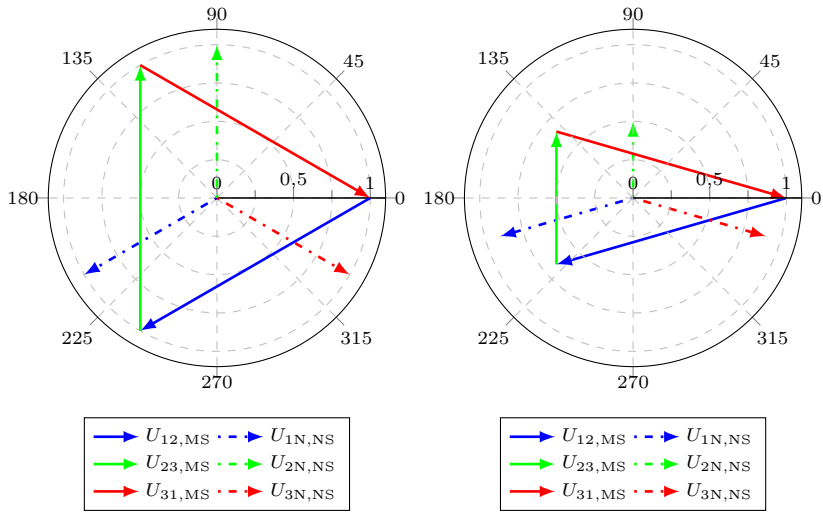 90 90
135 45 135 45
180 0 0,5 1 0 180 0 0,5 1 0
225 315 225 315
270 270
U12,MS U1N,NS U12,MS U1N,NS
U23,MS U2N,NS U23,MS U2N,NS
U31,MS U3N,NS U31,MS U3N,NS